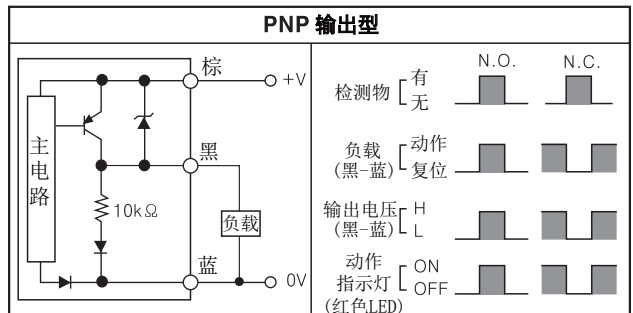 PNP 输出型
棕
+V
主电路
黑
10kΩ
负载
蓝
0V
N.O.
N.C.
检测物
有
无
负载
(黑-蓝)
动作
复位
输出电压
(黑-蓝)
H
L
动作
指示灯
(红色LED)
ON
OFF